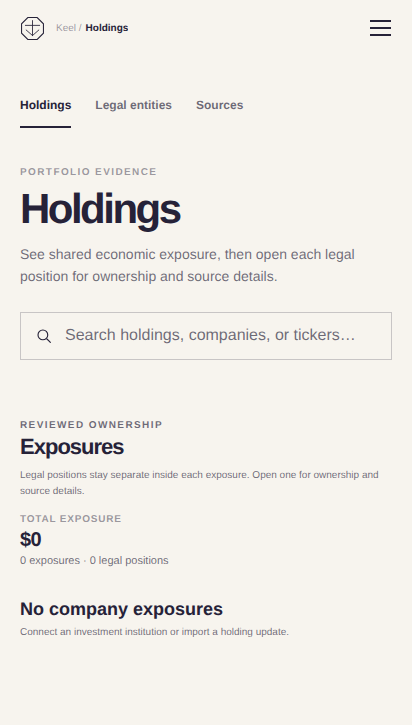 Keel / Holdings
Holdings Legal entities Sources
PORTFOLIO EVIDENCE
Holdings
See shared economic exposure, then open each legal
position for ownership and source details.
Search holdings, companies, or tickers…
REVIEWED OWNERSHIP
Exposures
Legal positions stay separate inside each exposure. Open one for ownership and
source details.
TOTAL EXPOSURE
$0
0 exposures · 0 legal positions
No company exposures
Connect an investment institution or import a holding update.